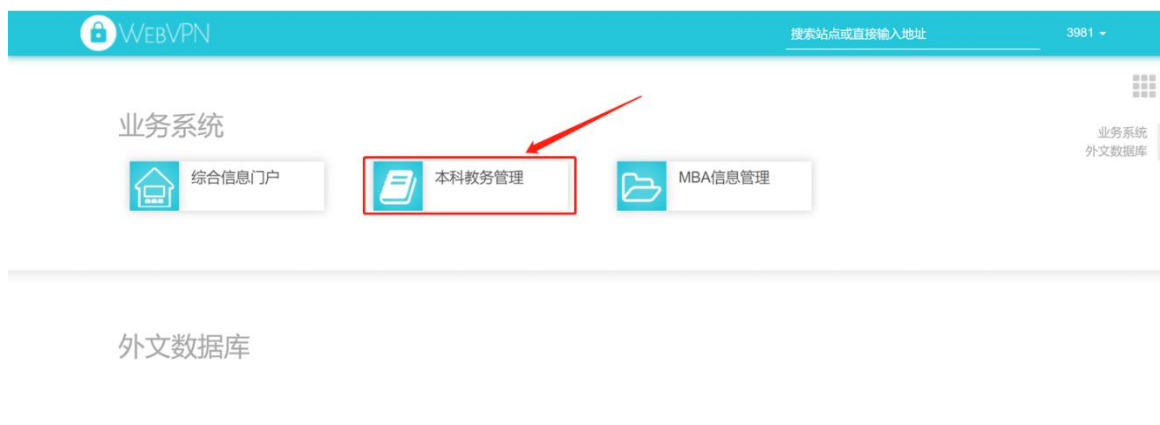 WEBVPN
搜索站点或直接输入地址
3981
业务系统
业务系统
外文数据库
综合信息门户
本科教务管理
MBA信息管理
外文数据库